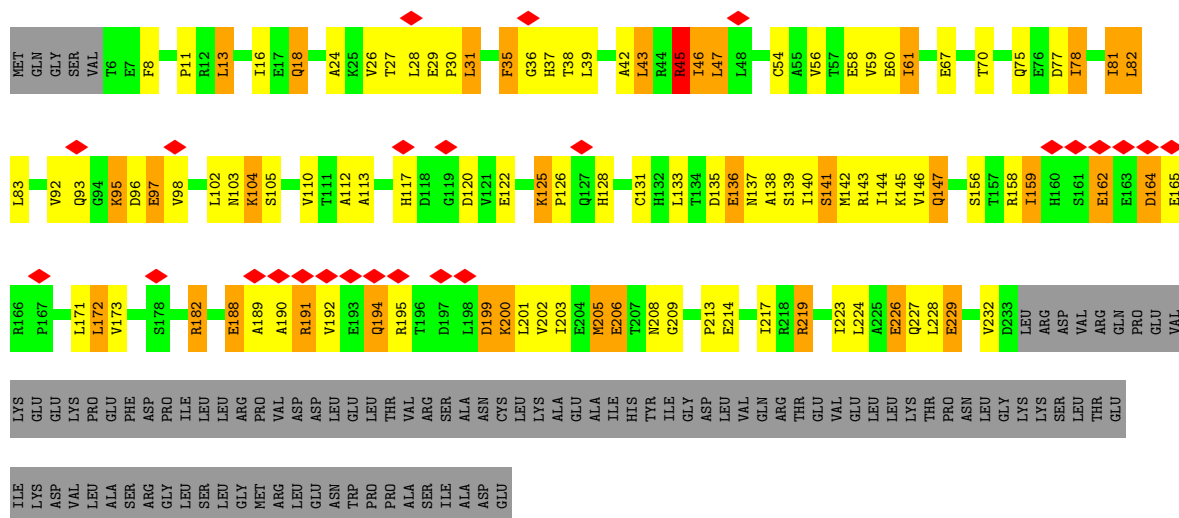 MET GLN GLY SER VAL T6 E7 F8 P11 R12 L13 I16 E17 Q18 A24 K25 V26 T27 L28 E29 P30 L31 F35 G36 H37 T38 L39 A42 L43 R44 R45 I46 L47 L48 C54 A55 V56 T57 E58 V59 E60 I61 E67 T70 Q75 E76 D77 I78 I81 L82
L83 V92 Q93 G94 K95 D96 E97 V98 L102 N103 K104 S105 V110 T111 A112 A113 H117 D118 G119 D120 V121 E122 K125 P126 Q127 H128 C131 H132 L133 T134 D135 E136 N137 A138 S139 I140 S141 M142 R143 I144 K145 V146 Q147 S156 T157 R158 I159 H160 S161 E162 E163 D164 E165
R166 P167 L171 L172 V173 S178 R182 E188 A189 A190 R191 V192 E193 Q194 R195 T196 D197 L198 D199 K200 L201 V202 I203 E204 M205 E206 T207 N208 G209 P213 E214 I217 R218 R219 I223 L224 A225 E226 Q227 L228 E229 V232 D233 LEU ARG ASP VAL ARG GLN PRO GLU VAL
LYS GLU GLU LYS PRO GLU PHE ASP PRO ILE LEU LEU ARG PRO VAL ASP ASP LEU GLU LEU THR VAL ARG SER ALA ASN CYS LEU LYS ALA GLU ALA ILE HIS TYR ILE GLY ASP LEU VAL GLN ARG THR GLU VAL GLU LEU LEU LYS THR PRO ASN LEU GLY LYS LYS SER LEU THR GLU
ILE LYS ASP VAL LEU ALA SER ARG GLY LEU SER LEU GLY MET ARG LEU GLU ASN TRP PRO PRO ALA SER ILE ALA ASP GLU